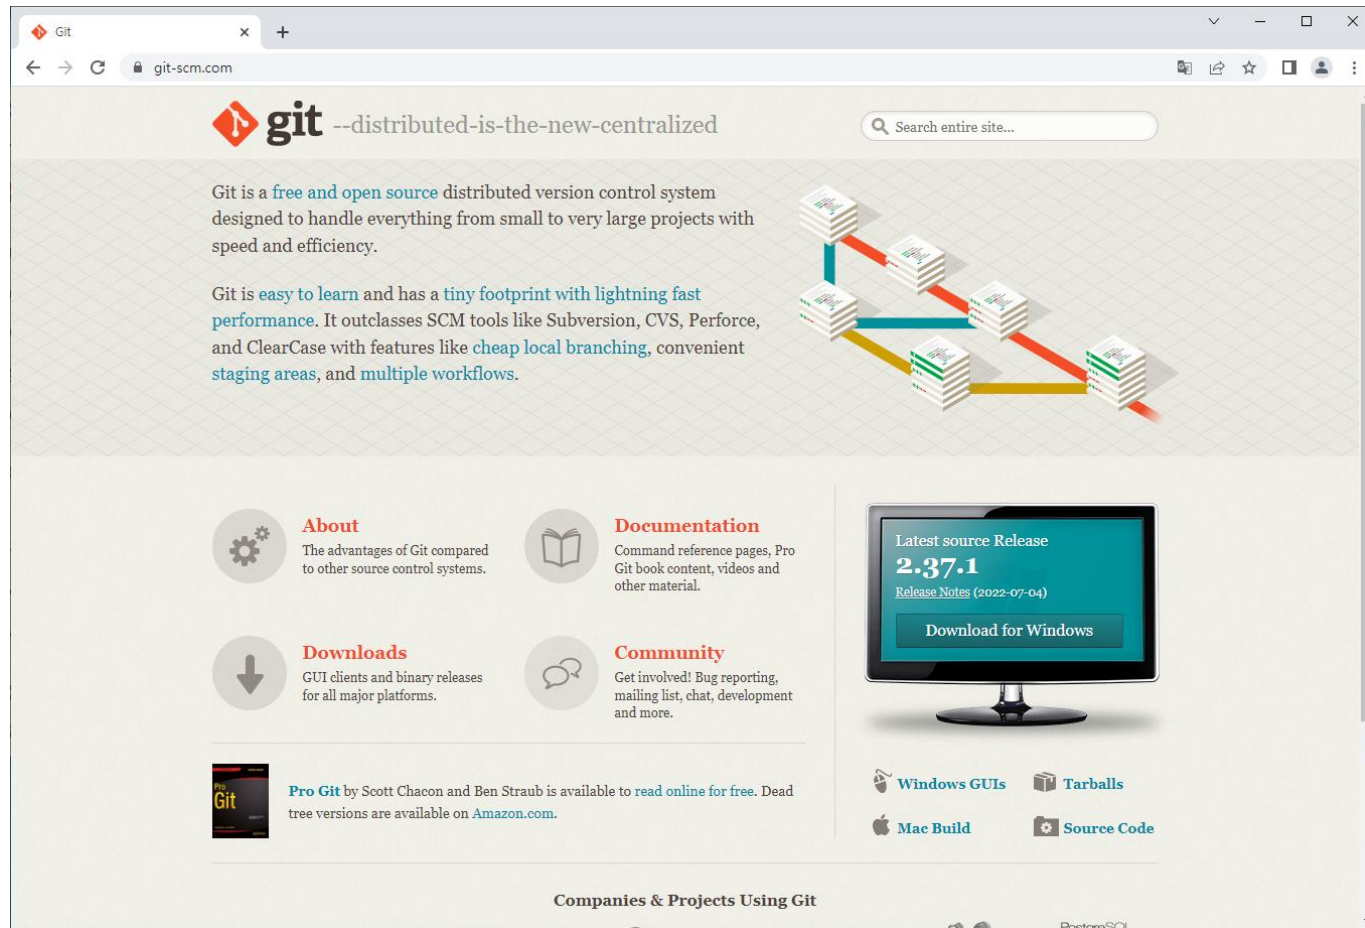 Git
git-scm.com
git --distributed-is-the-new-centralized
Search entire site...
Git is a free and open source distributed version control system
designed to handle everything from small to very large projects with
speed and efficiency.
Git is easy to learn and has a tiny footprint with lightning fast
performance. It outclasses SCM tools like Subversion, CVS, Perforce,
and ClearCase with features like cheap local branching, convenient
staging areas, and multiple workflows.
About
The advantages of Git compared
to other source control systems.
Documentation
Command reference pages, Pro
Git book content, videos and
other material.
Downloads
GUI clients and binary releases
for all major platforms.
Community
Get involved! Bug reporting,
mailing list, chat, development
and more.
Latest source Release
2.37.1
Release Notes (2022-07-04)
Download for Windows
Pro
Git
Pro Git by Scott Chacon and Ben Straub is available to read online for free. Dead
tree versions are available on Amazon.com.
Windows GUIs
Tarballs
Mac Build
Source Code
Companies & Projects Using Git
PostgreSQL